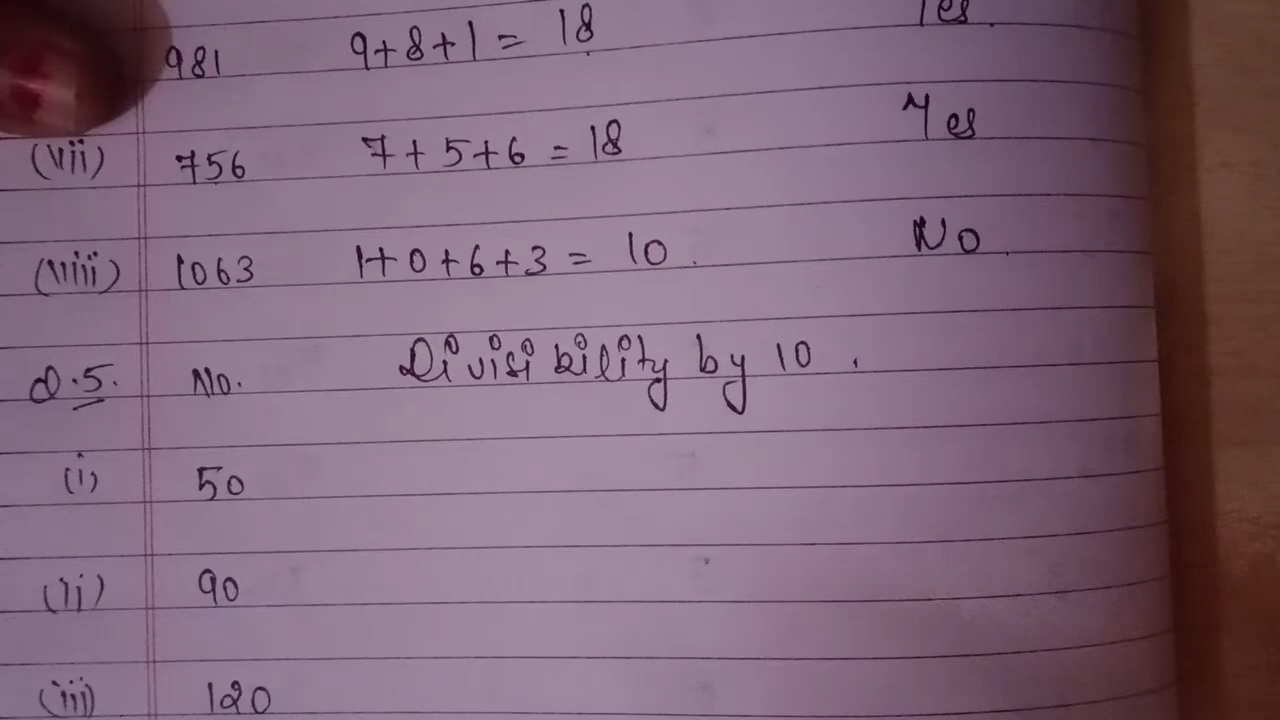 981 9+8+1 = 18 Yes.
(vii) 756 7+5+6 = 18 Yes
(viii) 1063 1+0+6+3 = 10. No.
Q.5. No. Divisibility by 10.
(i) 50
(ii) 90
(iii) 120